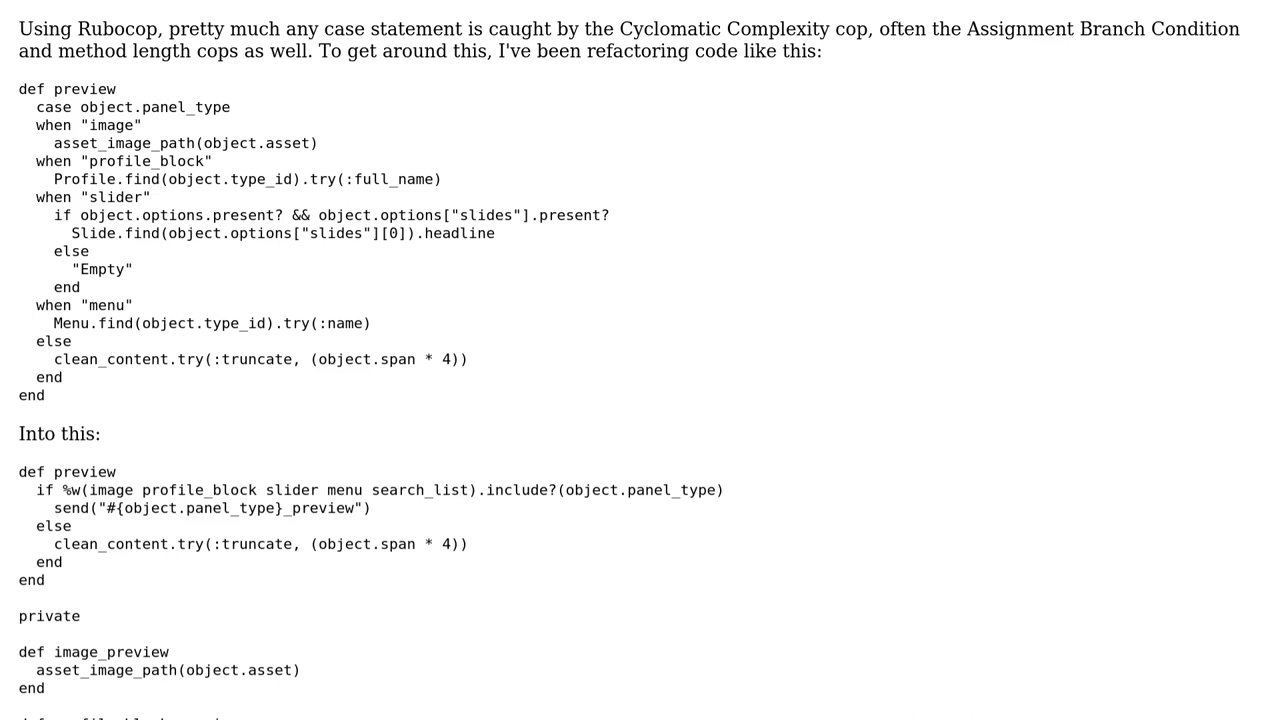 Using Rubocop, pretty much any case statement is caught by the Cyclomatic Complexity cop, often the Assignment Branch Condition
and method length cops as well. To get around this, I've been refactoring code like this:
def preview
  case object.panel_type
  when "image"
    asset_image_path(object.asset)
  when "profile_block"
    Profile.find(object.type_id).try(:full_name)
  when "slider"
    if object.options.present? && object.options["slides"].present?
      Slide.find(object.options["slides"][0]).headline
    else
      "Empty"
    end
  when "menu"
    Menu.find(object.type_id).try(:name)
  else
    clean_content.try(:truncate, (object.span * 4))
  end
end
Into this:
def preview
  if %w(image profile_block slider menu search_list).include?(object.panel_type)
    send("#{object.panel_type}_preview")
  else
    clean_content.try(:truncate, (object.span * 4))
  end
end
private
def image_preview
  asset_image_path(object.asset)
end